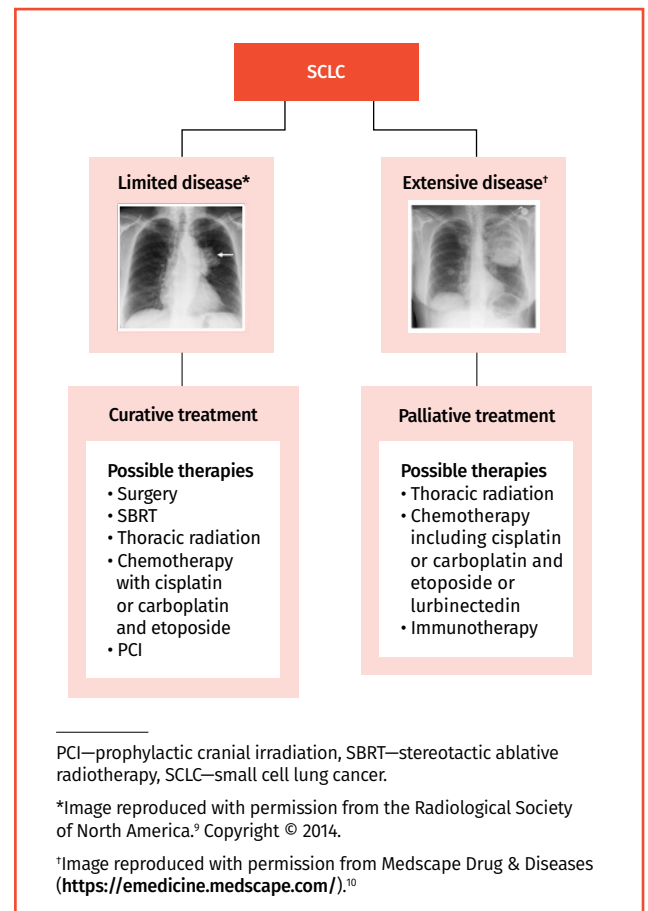 SCLC
Limited disease*
Extensive disease†
Curative treatment
Possible therapies
• Surgery
• SBRT
• Thoracic radiation
• Chemotherapy
with cisplatin
or carboplatin
and etoposide
• PCI
Palliative treatment
Possible therapies
• Thoracic radiation
• Chemotherapy
including cisplatin
or carboplatin and
etoposide or
lurbinectedin
• Immunotherapy
PCI—prophylactic cranial irradiation, SBRT—stereotactic ablative
radiotherapy, SCLC—small cell lung cancer.
*Image reproduced with permission from the Radiological Society
of North America.⁹ Copyright © 2014.
†Image reproduced with permission from Medscape Drug & Diseases
(https://emedicine.medscape.com/).¹⁰